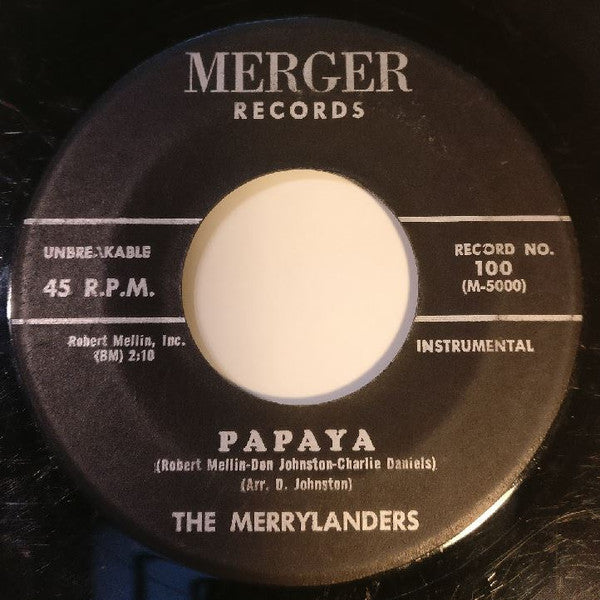 MERGER
RECORDS
UNBREAKABLE
45 R.P.M.
RECORD NO.
100
(M-5000)
Robert Mellin, Inc.
(BM) 2:10
INSTRUMENTAL
PAPAYA
(Robert Mellin-Don Johnston-Charlie Daniels)
(Arr. D. Johnston)
THE MERRYLANDERS